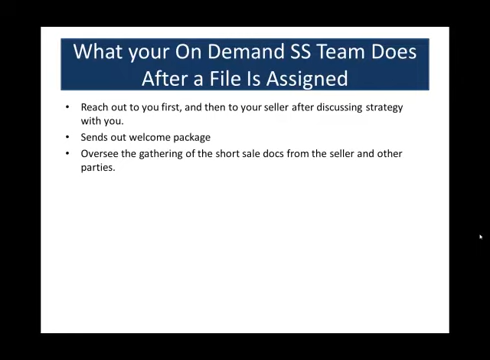 What your On Demand SS Team Does
After a File Is Assigned
• Reach out to you first, and then to your seller after discussing strategy
with you.
• Sends out welcome package
• Oversee the gathering of the short sale docs from the seller and other
parties.